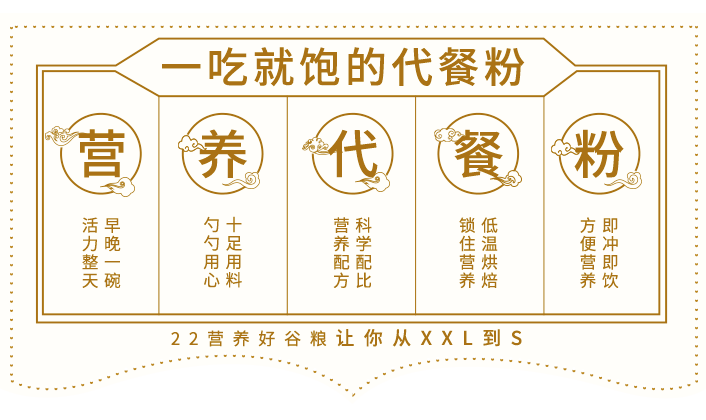 一吃就饱的代餐粉
营
养
代
餐
粉
早晚一碗
活力整天
十足用料
勺勺用心
科学配比
营养配方
低温烘焙
锁住营养
即冲即饮
方便营养
22营养好谷粮让你从XXL到S